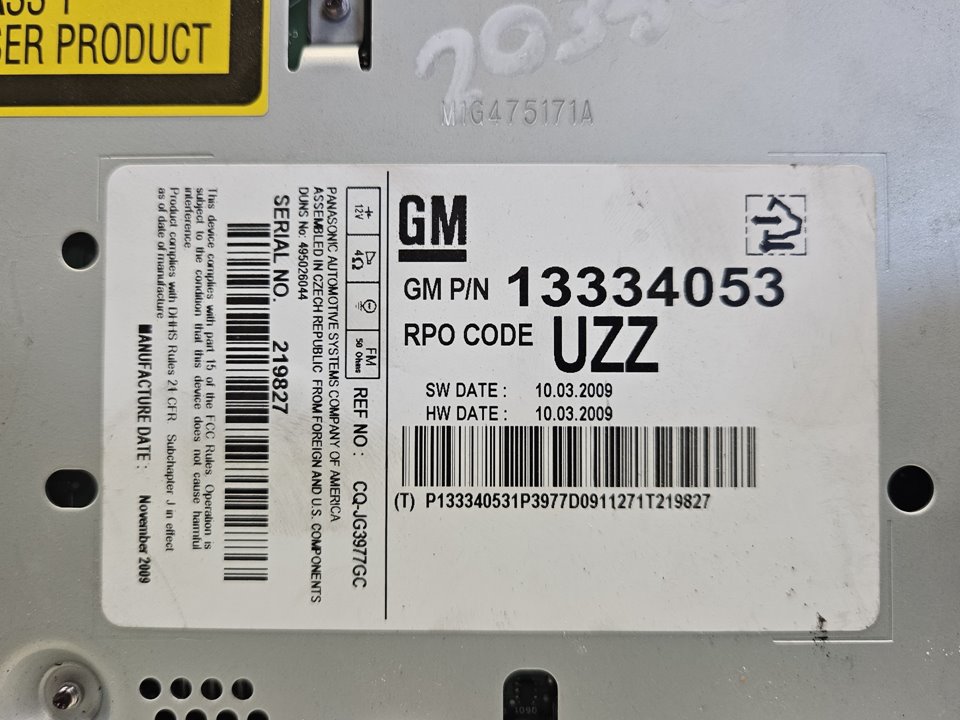 ASS 1
SER PRODUCT
M1G475171A
GM
GM P/N 13334053
RPO CODE UZZ
SW DATE : 10.03.2009
HW DATE : 10.03.2009
(T) P133340531P3977D0911271T219827
+ 12V
4Ω
FM 50 Ohms
REF NO : CQ-JG3977GC
PANASONIC AUTOMOTIVE SYSTEMS COMPANY OF AMERICA
ASSEMBLED IN CZECH REPUBLIC FROM FOREIGN AND U.S. COMPONENTS
DUNS No: 495026044
SERIAL NO. 219827
This device complies with part 15 of the FCC Rules. Operation is
subject to the condition that this device does not cause harmful
interference.
Product complies with DHHS Rules 21 CFR Subchapter J in effect
as of date of manufacture
MANUFACTURE DATE : November 2009
1090